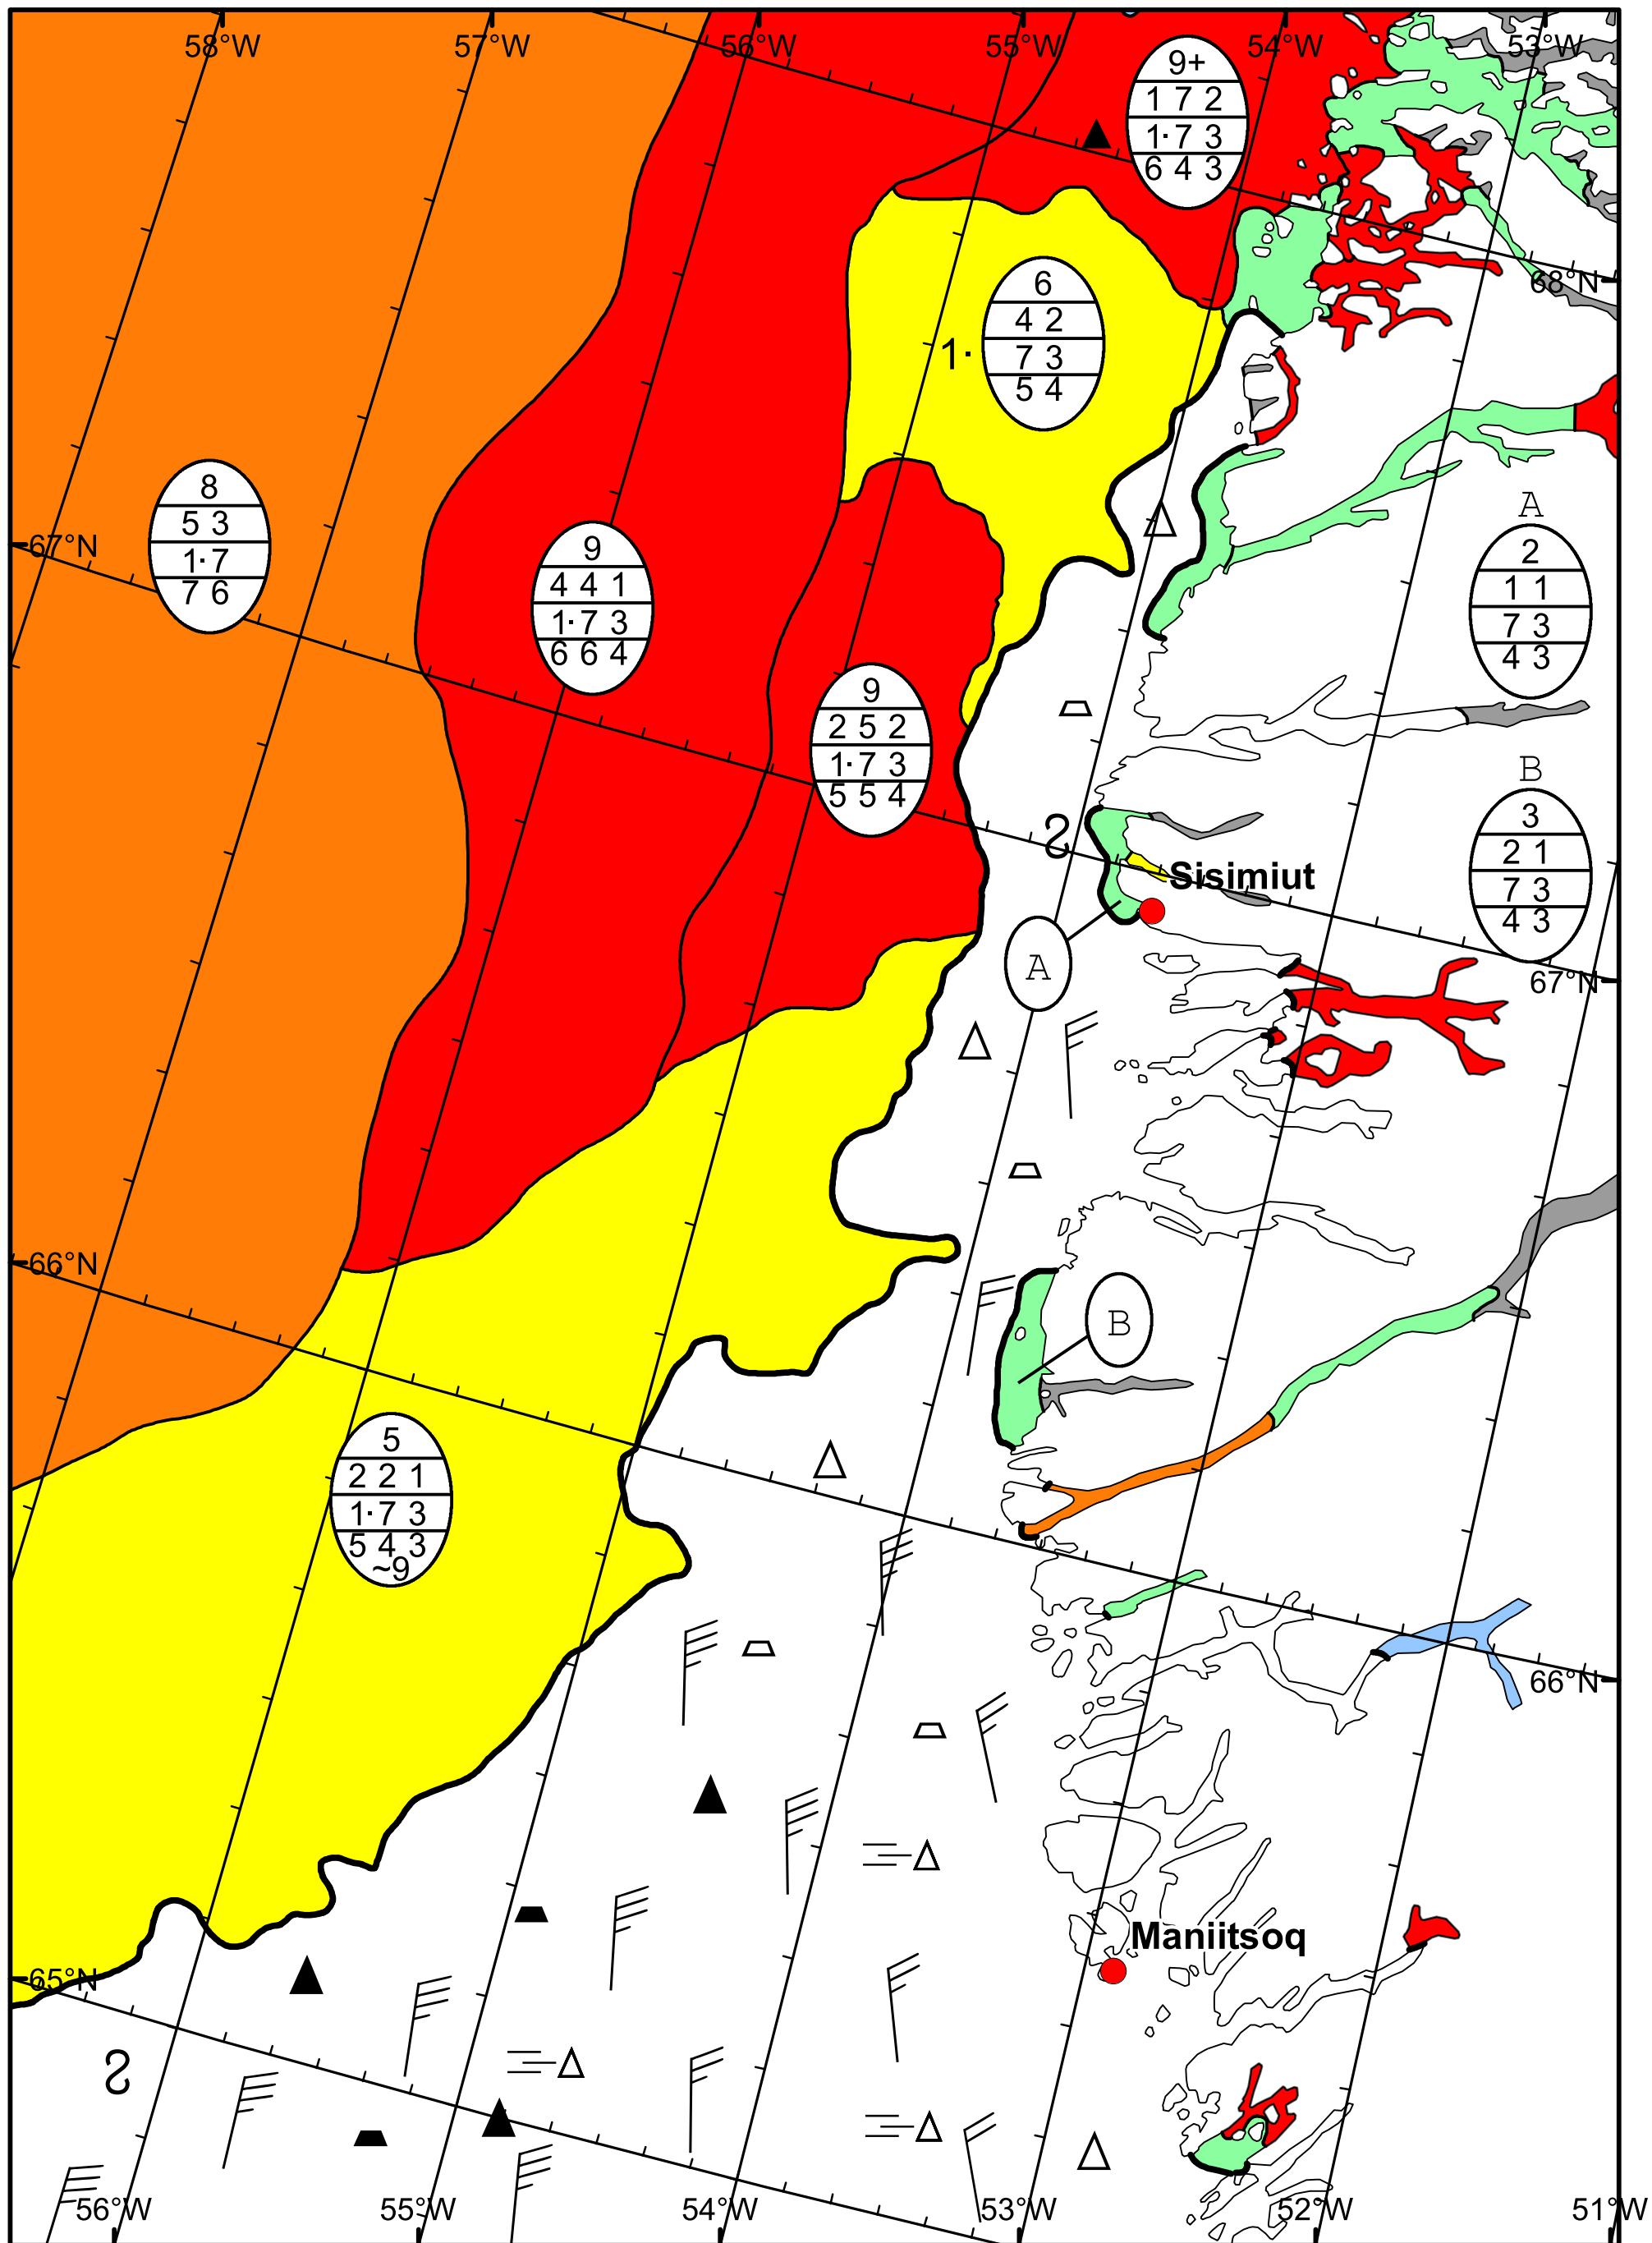 58°W 57°W 56°W 55°W 54°W 53°W
9+
1 7 2
1· 7 3
6 4 3
68°N
6
4 2
1· 7 3
5 4
67°N
8
5 3
1· 7
7 6
9
4 4 1
1· 7 3
6 6 4
A
2
1 1
7 3
4 3
9
2 5 2
1· 7 3
5 5 4
B
3
2 1
7 3
4 3
Sisimiut
A
67°N
66°N
B
5
2 2 1
1· 7 3
5 4 3
~9
66°N
Maniitsoq
65°N
56°W 55°W 54°W 53°W 52°W 51°W